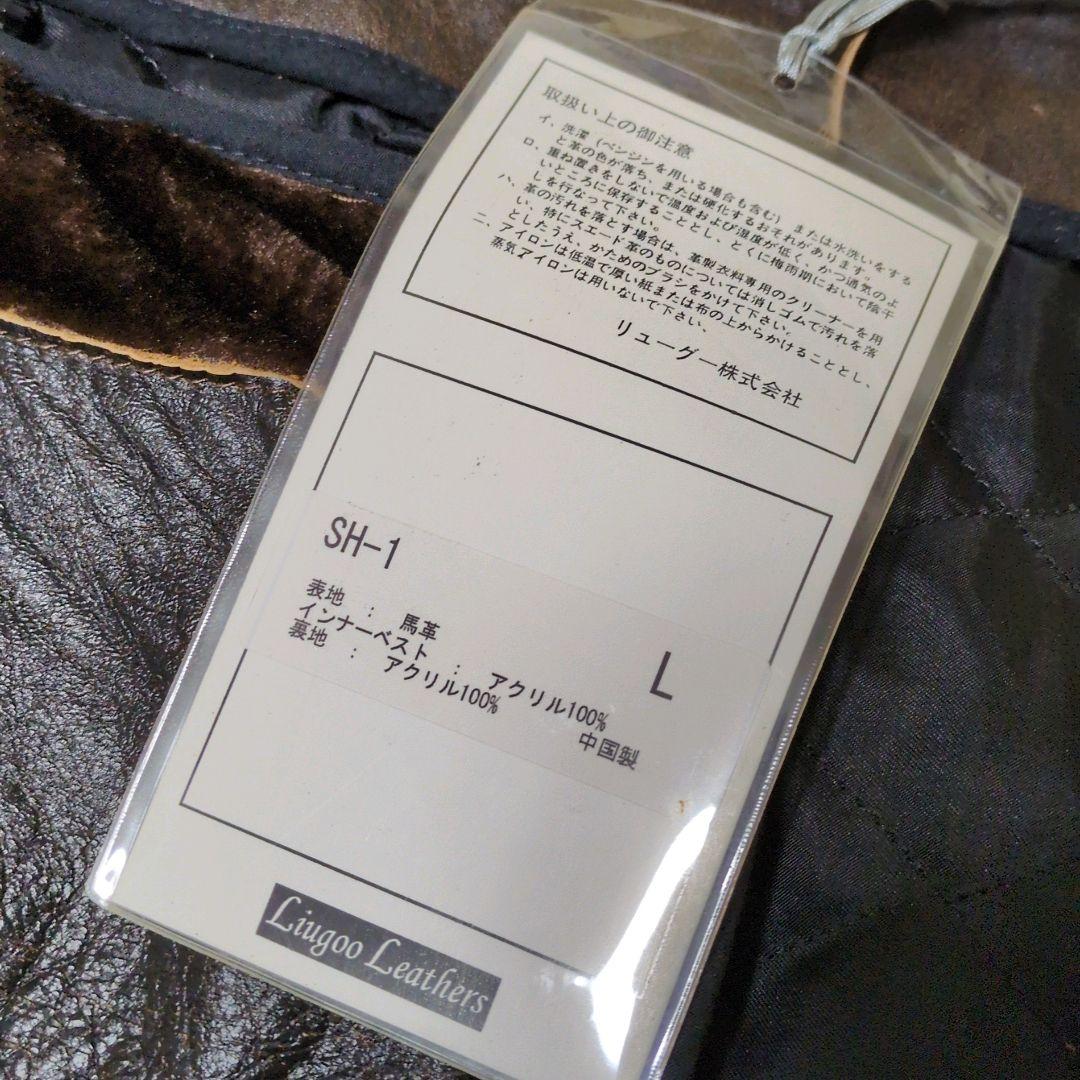 取扱い上の御注意
イ、洗濯(ベンジンを用いる場合も含む)または水洗いをする
と革の色が落ち、または硬化するおそれがあります。
ロ、重ね置きをしないで温度および湿度が低く、かつ通気のよ
いところに保存することとし、とくに梅雨期において陰干
しを行なって下さい。
ハ、革の汚れを落とす場合は、革製衣料専用のクリーナーを用
い、特にスエード革のものについては消しゴムで汚れを落
としたうえ、かためのブラシをかけて下さい。
ニ、アイロンは低温で厚い紙または布の上からかけることとし、
蒸気アイロンは用いないで下さい。
リューグー株式会社
SH-1
L
表地 : 馬革
インナーベスト : アクリル100%
裏地 : アクリル100%
中国製
Liugoo Leathers